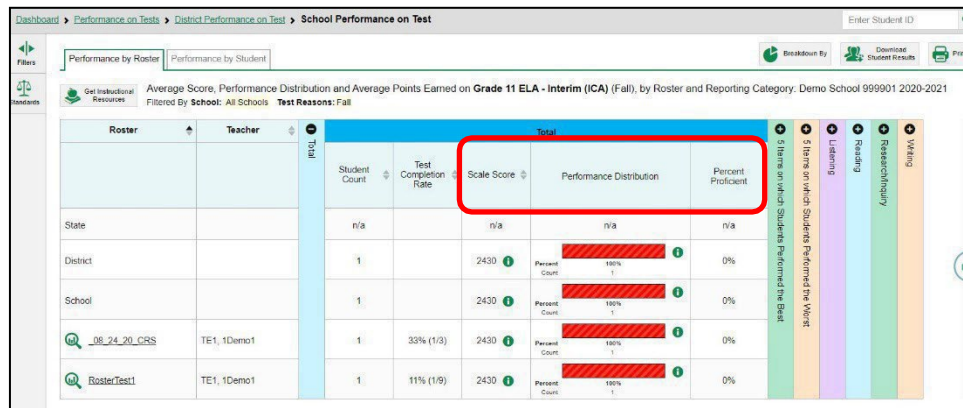 Dashboard > Performance on Tests > District Performance on Test > School Performance on Test
Enter Student ID
Filters
Standards
Performance by Roster
Performance by Student
Breakdown By
Download
Student Results
Get Instructional
Resources
Average Score, Performance Distribution and Average Points Earned on Grade 11 ELA - Interim (ICA) (Fall), by Roster and Reporting Category: Demo School 999901 2020-2021
Filtered By School: All Schools Test Reasons: Fall
Roster Teacher Total
Total
Student Count
Test Completion Rate
Scale Score
Performance Distribution
Percent Proficient
5 Items on which Students Performed the Best
5 Items on which Students Performed the Worst
Listening
Reading
Research/Inquiry
Writing
State n/a n/a n/a n/a
District 1 2430 Percent 100% 0%
Count 1
School 1 2430 Percent 100% 0%
Count 1
_08_24_20_CRS TE1, 1Demo1 1 33% (1/3) 2430 Percent 100% 0%
Count 1
RosterTest1 TE1, 1Demo1 1 11% (1/9) 2430 Percent 100% 0%
Count 1